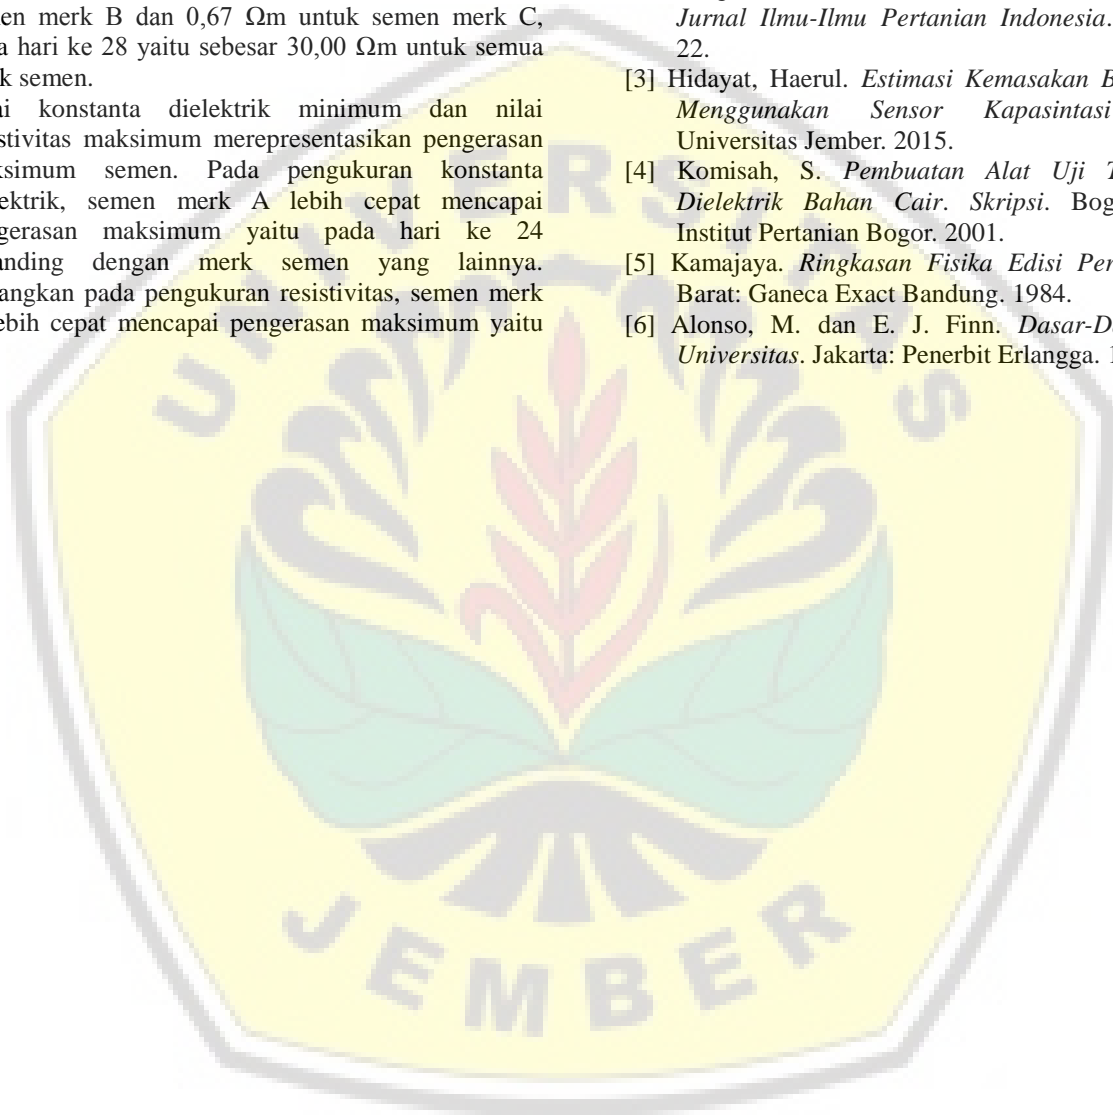 en merk B dan 0,67 Ωm untuk semen merk C,
a hari ke 28 yaitu sebesar 30,00 Ωm untuk semua
k semen.
ai konstanta dielektrik minimum dan nilai
stivitas maksimum merepresentasikan pengerasan
ksimum semen. Pada pengukuran konstanta
ektrik, semen merk A lebih cepat mencapai
gerasan maksimum yaitu pada hari ke 24
anding dengan merk semen yang lainnya.
angkan pada pengukuran resistivitas, semen merk
ebih cepat mencapai pengerasan maksimum yaitu
Jurnal Ilmu-Ilmu Pertanian Indonesia.
22.
[3] Hidayat, Haerul. Estimasi Kemasakan B
Menggunakan Sensor Kapasintasi
Universitas Jember. 2015.
[4] Komisah, S. Pembuatan Alat Uji T
Dielektrik Bahan Cair. Skripsi. Bog
Institut Pertanian Bogor. 2001.
[5] Kamajaya. Ringkasan Fisika Edisi Per
Barat: Ganeca Exact Bandung. 1984.
[6] Alonso, M. dan E. J. Finn. Dasar-D
Universitas. Jakarta: Penerbit Erlangga. 1
UNIVERSITAS
JEMBER